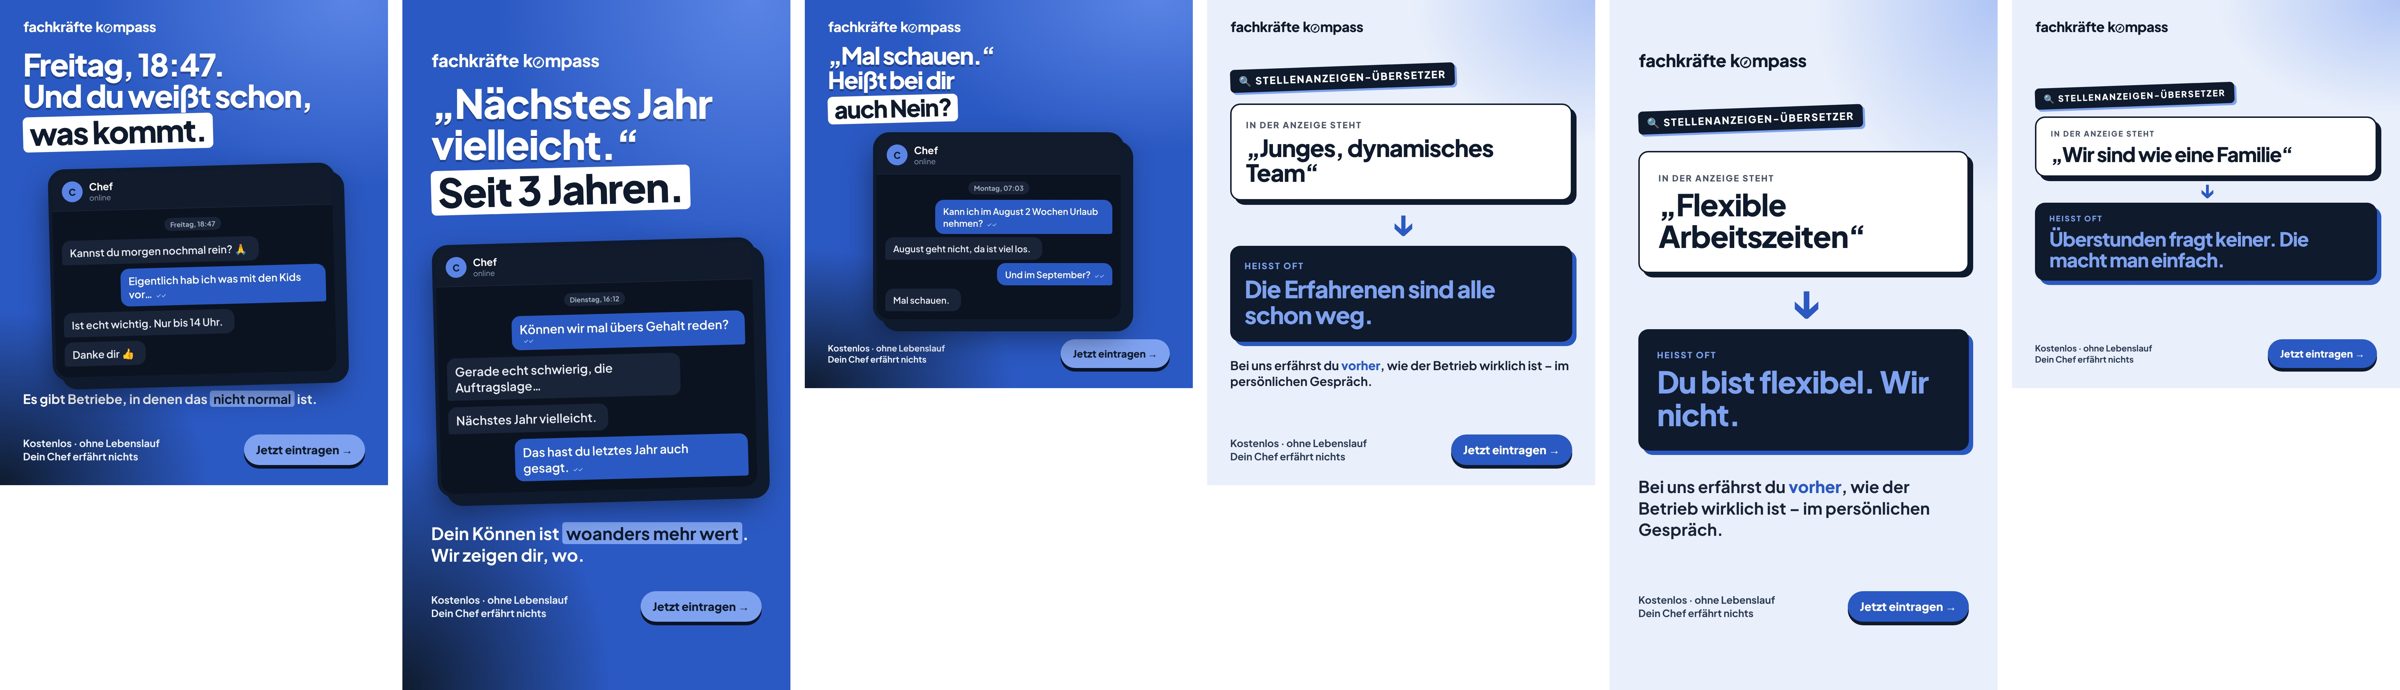 fachkräfte kompass
Freitag, 18:47.
Und du weißt schon,
was kommt.
C
Chef
online
Freitag, 18:47
Kannst du morgen nochmal rein? 🙏
Eigentlich hab ich was mit den Kids
vor... ✓✓
Ist echt wichtig. Nur bis 14 Uhr.
Danke dir 👍
Es gibt Betriebe, in denen das nicht normal ist.
Kostenlos · ohne Lebenslauf
Dein Chef erfährt nichts
Jetzt eintragen →
fachkräfte kompass
„Nächstes Jahr
vielleicht.“
Seit 3 Jahren.
C
Chef
online
Dienstag, 16:12
Können wir mal übers Gehalt reden?
✓✓
Gerade echt schwierig, die
Auftragslage...
Nächstes Jahr vielleicht.
Das hast du letztes Jahr auch
gesagt. ✓✓
Dein Können ist woanders mehr wert.
Wir zeigen dir, wo.
Kostenlos · ohne Lebenslauf
Dein Chef erfährt nichts
Jetzt eintragen →
fachkräfte kompass
„Mal schauen.“
Heißt bei dir
auch Nein?
C
Chef
online
Montag, 07:03
Kann ich im August 2 Wochen Urlaub
nehmen? ✓✓
August geht nicht, da ist viel los.
Und im September? ✓✓
Mal schauen.
Kostenlos · ohne Lebenslauf
Dein Chef erfährt nichts
Jetzt eintragen →
fachkräfte kompass
🔍 STELLENANZEIGEN-ÜBERSETZER
IN DER ANZEIGE STEHT
„Junges, dynamisches
Team“
↓
HEISST OFT
Die Erfahrenen sind alle
schon weg.
Bei uns erfährst du vorher, wie der Betrieb wirklich ist – im
persönlichen Gespräch.
Kostenlos · ohne Lebenslauf
Dein Chef erfährt nichts
Jetzt eintragen →
fachkräfte kompass
🔍 STELLENANZEIGEN-ÜBERSETZER
IN DER ANZEIGE STEHT
„Flexible
Arbeitszeiten“
↓
HEISST OFT
Du bist flexibel. Wir
nicht.
Bei uns erfährst du vorher, wie der
Betrieb wirklich ist – im persönlichen
Gespräch.
Kostenlos · ohne Lebenslauf
Dein Chef erfährt nichts
Jetzt eintragen →
fachkräfte kompass
🔍 STELLENANZEIGEN-ÜBERSETZER
IN DER ANZEIGE STEHT
„Wir sind wie eine Familie“
↓
HEISST OFT
Überstunden fragt keiner. Die
macht man einfach.
Kostenlos · ohne Lebenslauf
Dein Chef erfährt nichts
Jetzt eintragen →